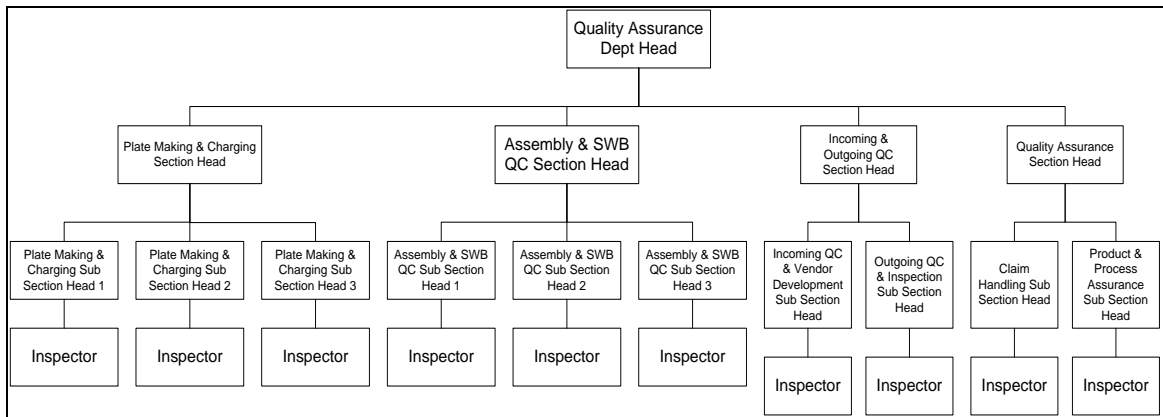 Quality Assurance
Dept Head
Plate Making & Charging
Section Head
Assembly & SWB
QC Section Head
Incoming &
Outgoing QC
Section Head
Quality Assurance
Section Head
Plate Making &
Charging Sub
Section Head 1
Plate Making &
Charging Sub
Section Head 2
Plate Making &
Charging Sub
Section Head 3
Assembly & SWB
QC Sub Section
Head 1
Assembly & SWB
QC Sub Section
Head 2
Assembly & SWB
QC Sub Section
Head 3
Incoming QC
& Vendor
Development
Sub Section
Head
Outgoing QC
& Inspection
Sub Section
Head
Claim
Handling Sub
Section Head
Product &
Process
Assurance
Sub Section
Head
Inspector
Inspector
Inspector
Inspector
Inspector
Inspector
Inspector
Inspector
Inspector
Inspector